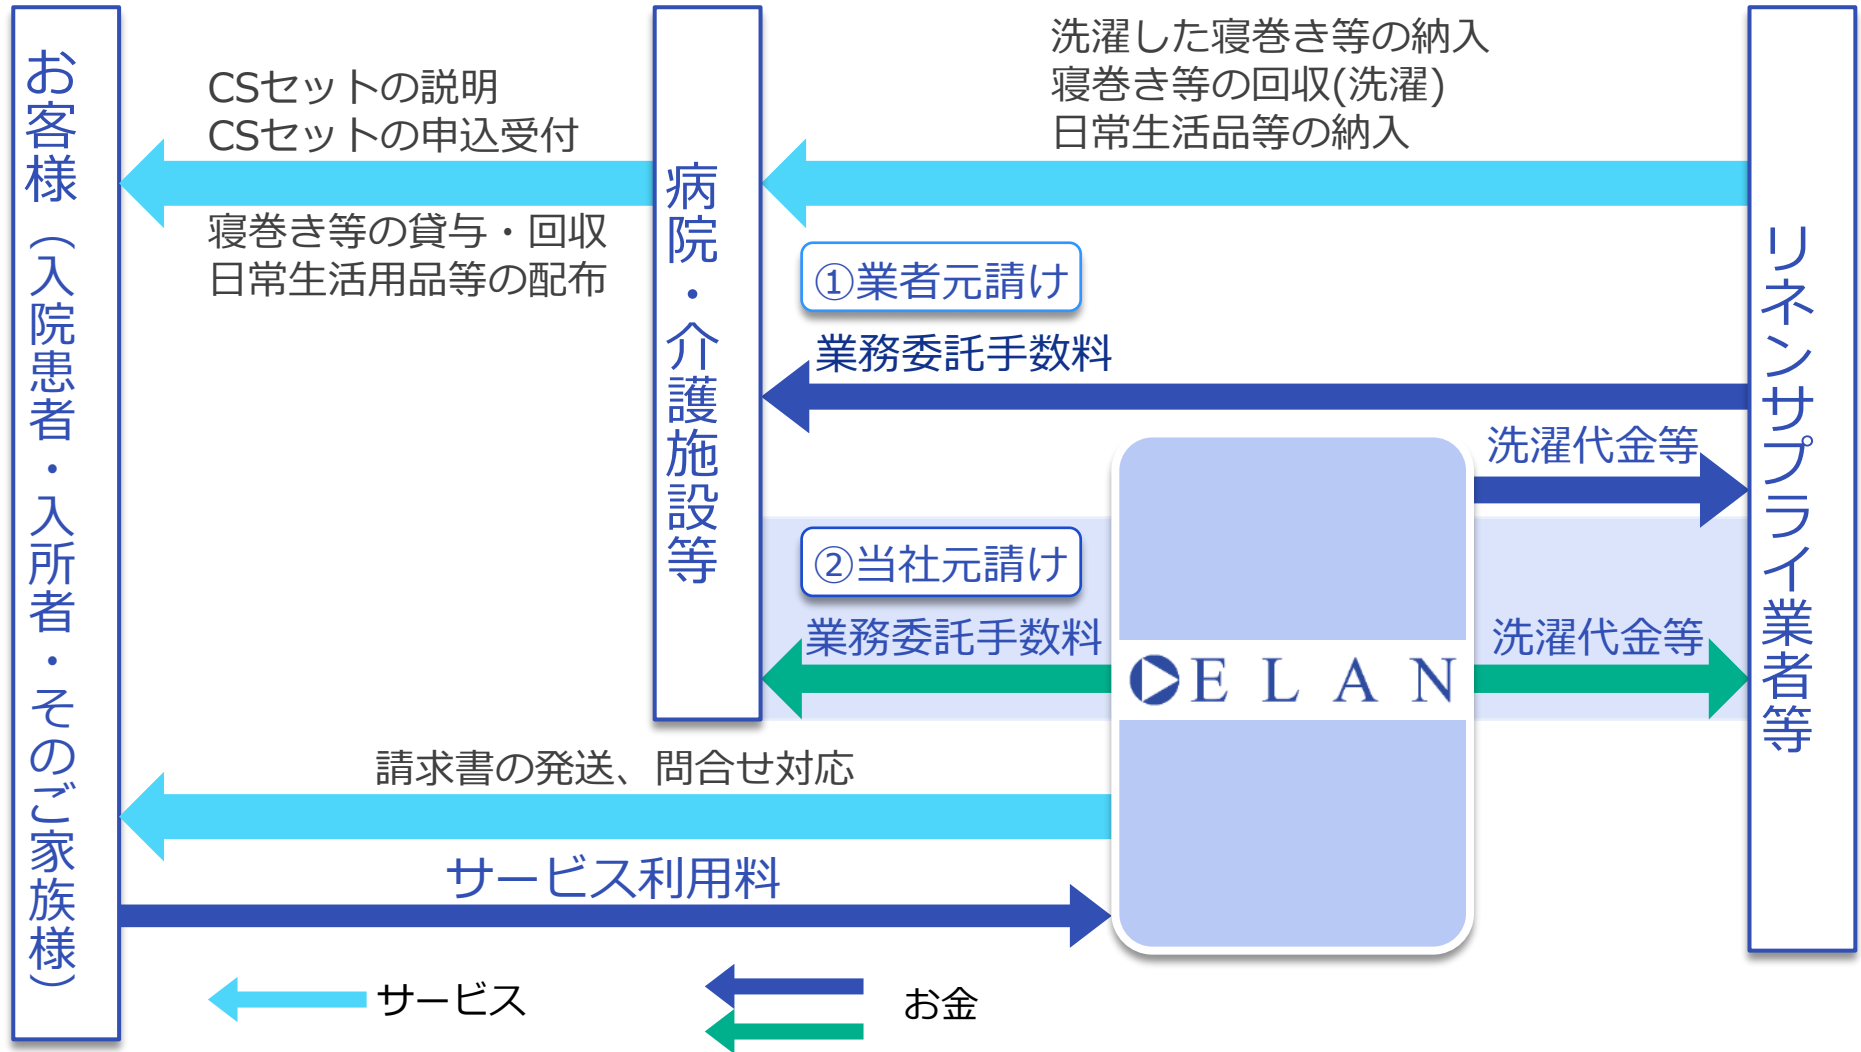 お客様（入院患者・入所者・そのご家族様）
CSセットの説明
CSセットの申込受付
寝巻き等の貸与・回収
日常生活用品等の配布
病院・介護施設等
洗濯した寝巻き等の納入
寝巻き等の回収(洗濯)
日常生活品等の納入
①業者元請け
業務委託手数料
洗濯代金等
②当社元請け
業務委託手数料
洗濯代金等
ELAN
リネンサプライ業者等
請求書の発送、問合せ対応
サービス利用料
サービス
お金